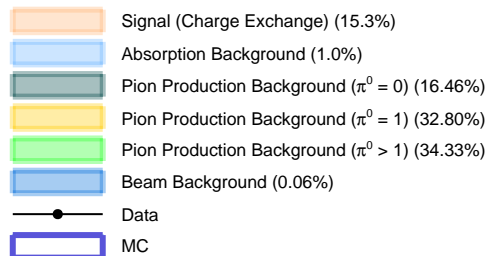 Signal (Charge Exchange) (15.3%)
Absorption Background (1.0%)
Pion Production Background (π⁰ = 0) (16.46%)
Pion Production Background (π⁰ = 1) (32.80%)
Pion Production Background (π⁰ > 1) (34.33%)
Beam Background (0.06%)
Data
MC